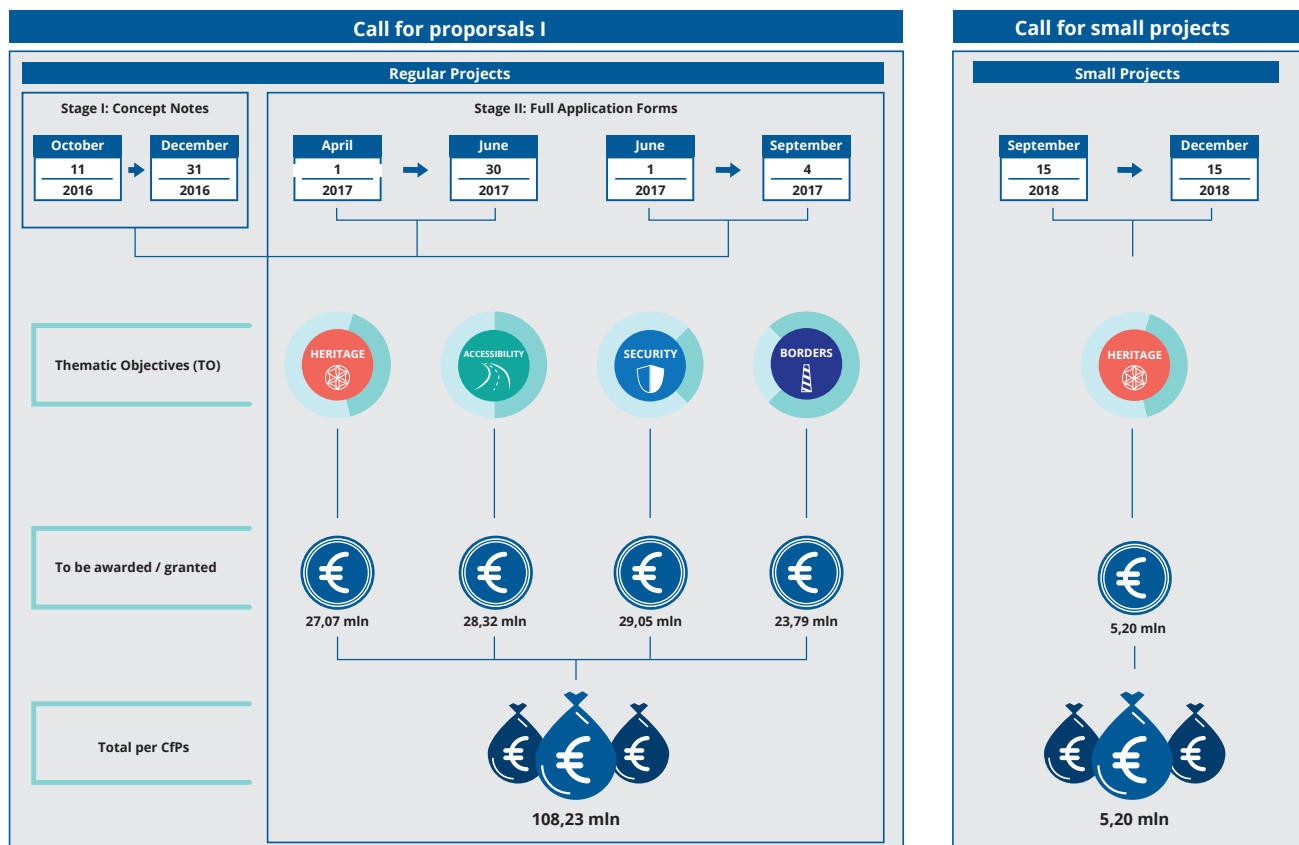 Call for proporsals I
Regular Projects
Stage I: Concept Notes
October
11
2016
December
31
2016
Stage II: Full Application Forms
April
1
2017
June
30
2017
June
1
2017
September
4
2017
Thematic Objectives (TO)
HERITAGE
ACCESSIBILITY
SECURITY
BORDERS
To be awarded / granted
€
€
€
€
27,07 mln
28,32 mln
29,05 mln
23,79 mln
Total per CfPs
€
€
€
108,23 mln
Call for small projects
Small Projects
September
15
2018
December
15
2018
HERITAGE
€
5,20 mln
€
€
€
5,20 mln